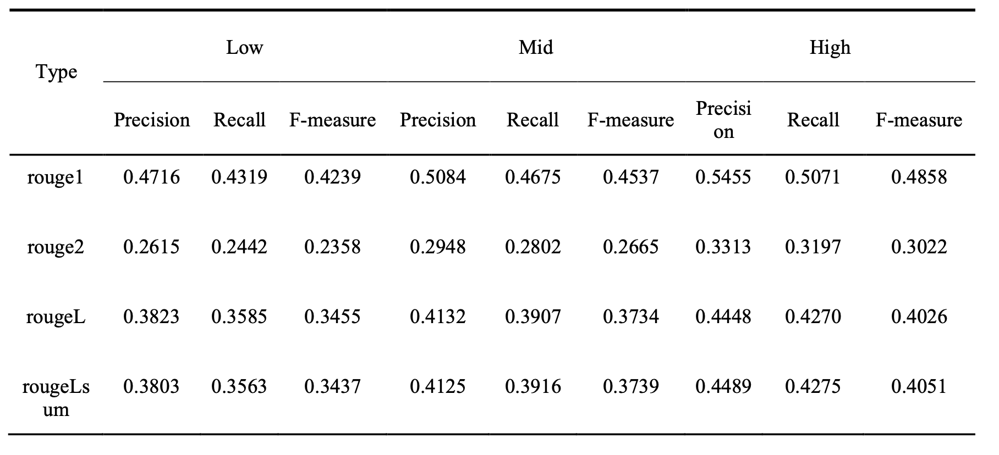 Type Low Mid High
Precision Recall F-measure Precision Recall F-measure Precisi
on Recall F-measure
rouge1 0.4716 0.4319 0.4239 0.5084 0.4675 0.4537 0.5455 0.5071 0.4858
rouge2 0.2615 0.2442 0.2358 0.2948 0.2802 0.2665 0.3313 0.3197 0.3022
rougeL 0.3823 0.3585 0.3455 0.4132 0.3907 0.3734 0.4448 0.4270 0.4026
rougeLs
um 0.3803 0.3563 0.3437 0.4125 0.3916 0.3739 0.4489 0.4275 0.4051